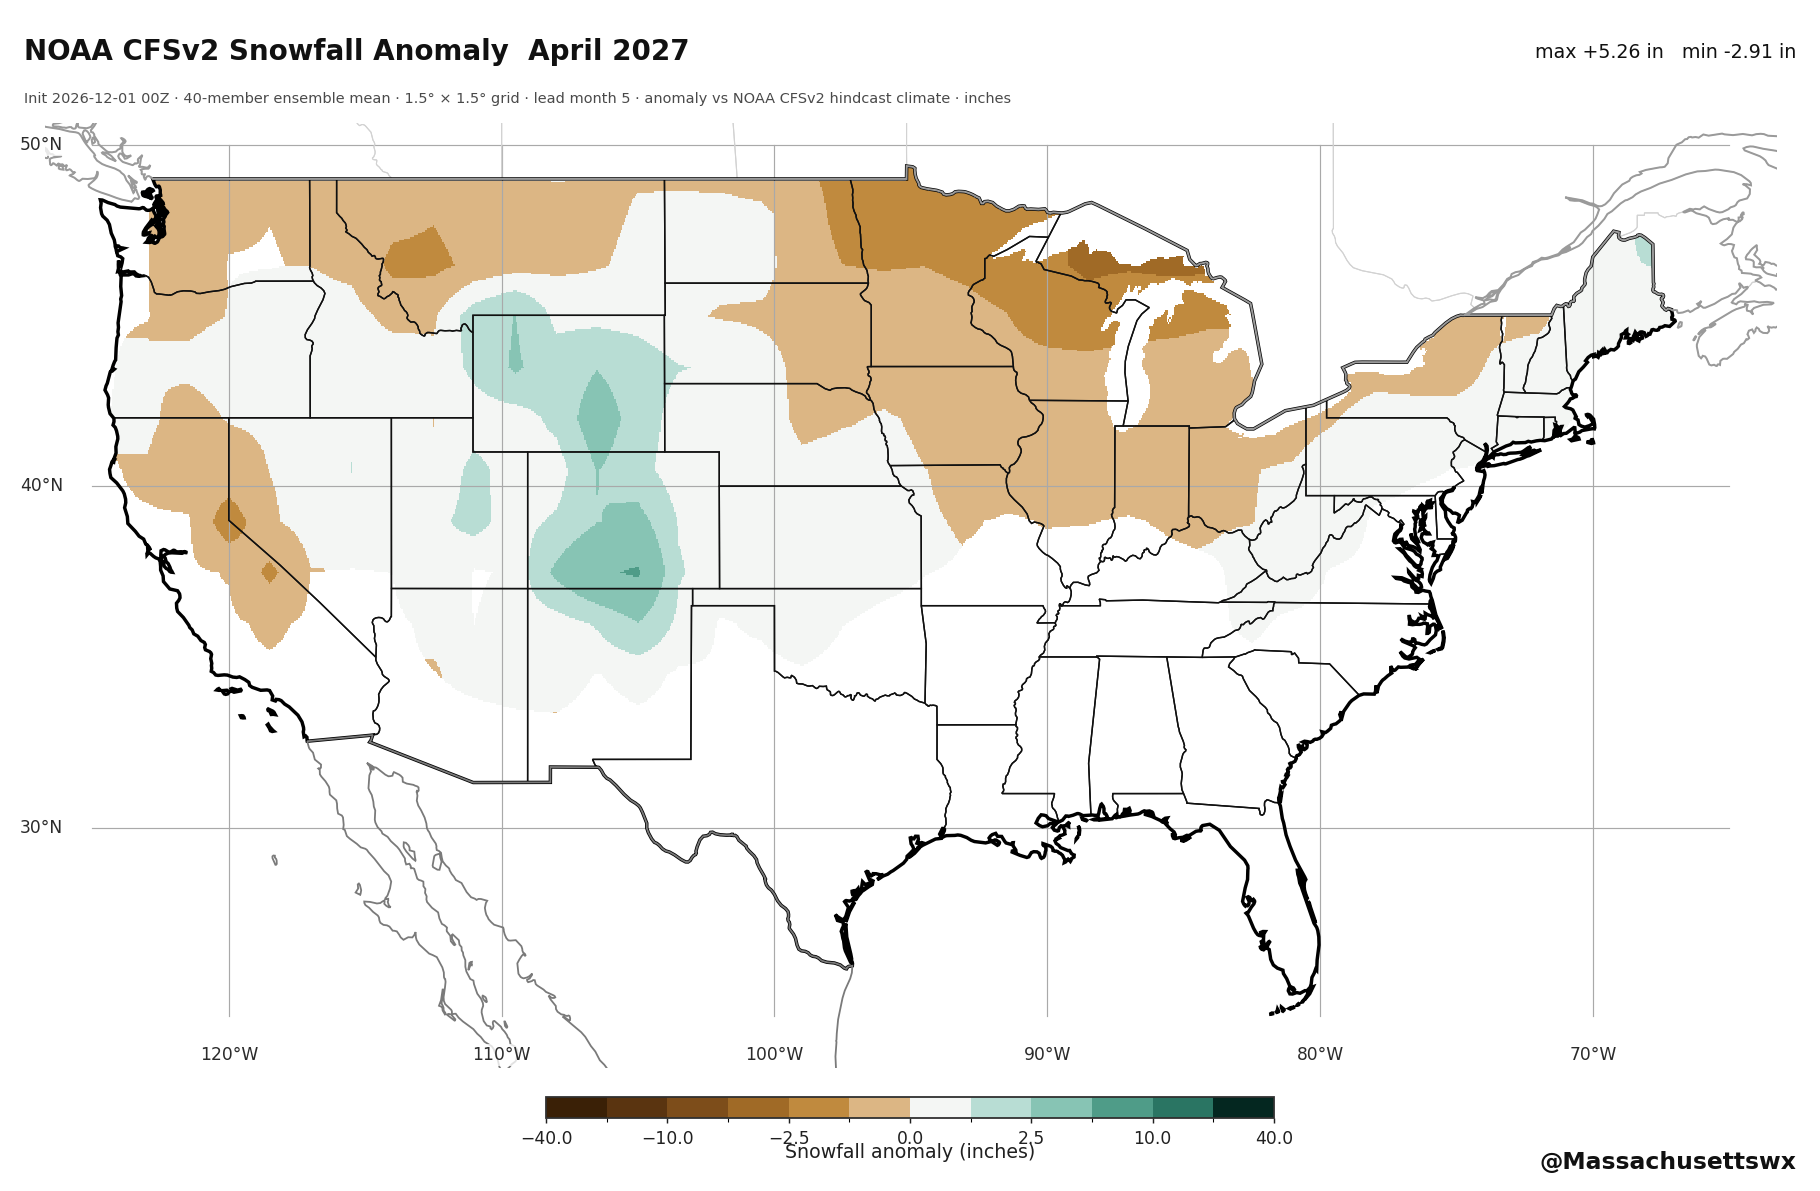 NOAA CFSv2 Snowfall Anomaly  April 2027
max +5.26 in   min -2.91 in
Init 2026-12-01 00Z · 40-member ensemble mean · 1.5° × 1.5° grid · lead month 5 · anomaly vs NOAA CFSv2 hindcast climate · inches
50°N
40°N
30°N
120°W 110°W 100°W 90°W 80°W 70°W
−40.0 −10.0 −2.5 0.0 2.5 10.0 40.0
Snowfall anomaly (inches)
@Massachusettswx